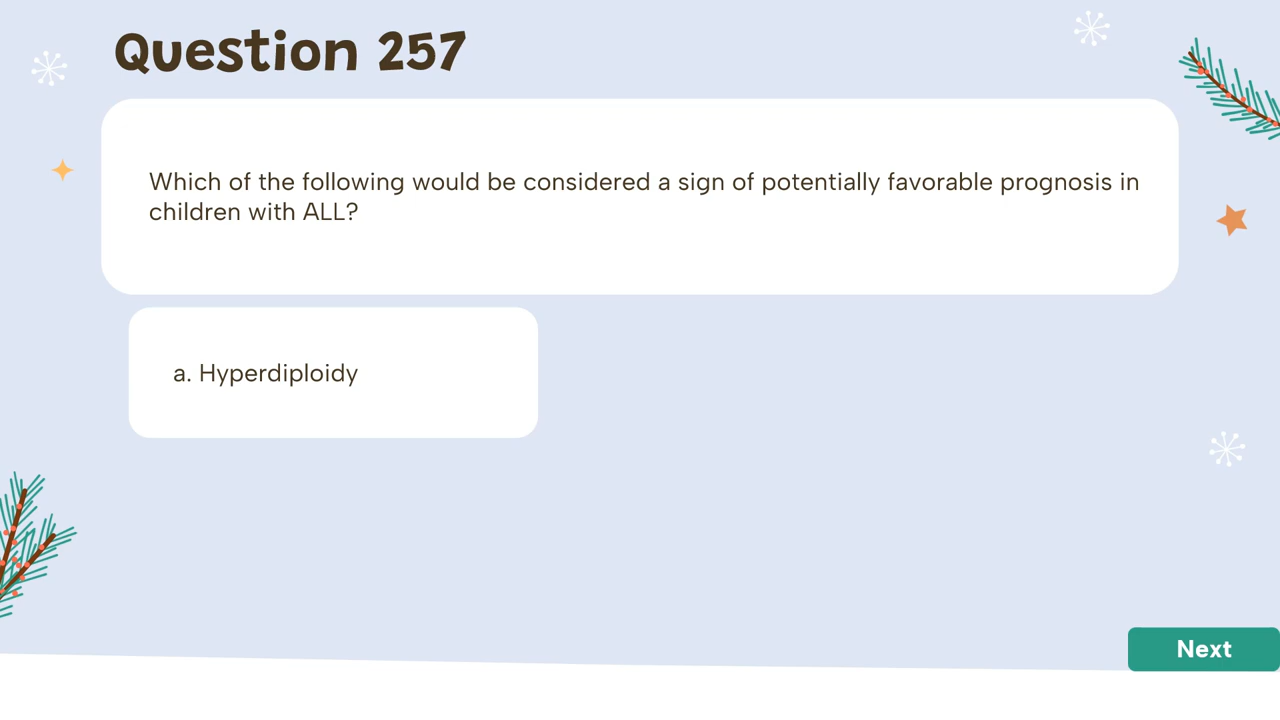 Question 257
Which of the following would be considered a sign of potentially favorable prognosis in
children with ALL?
a. Hyperdiploidy
Next